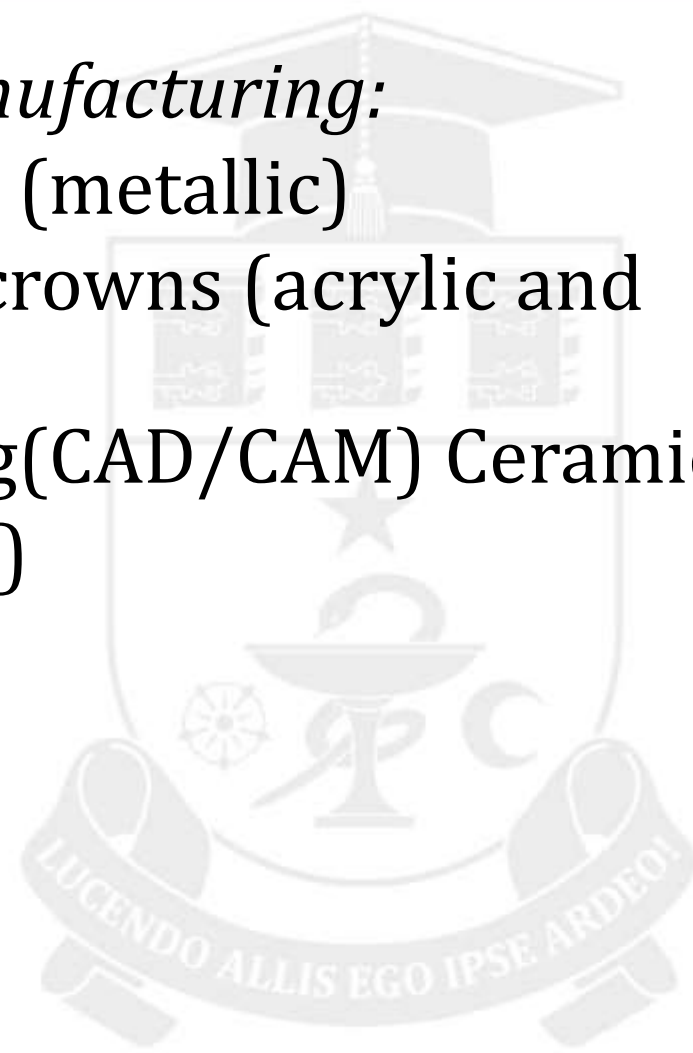 nufacturing:
(metallic)
crowns (acrylic and
g(CAD/CAM) Ceramic
)
LUCENDO ALLIS EGO IPSE ARDEO!